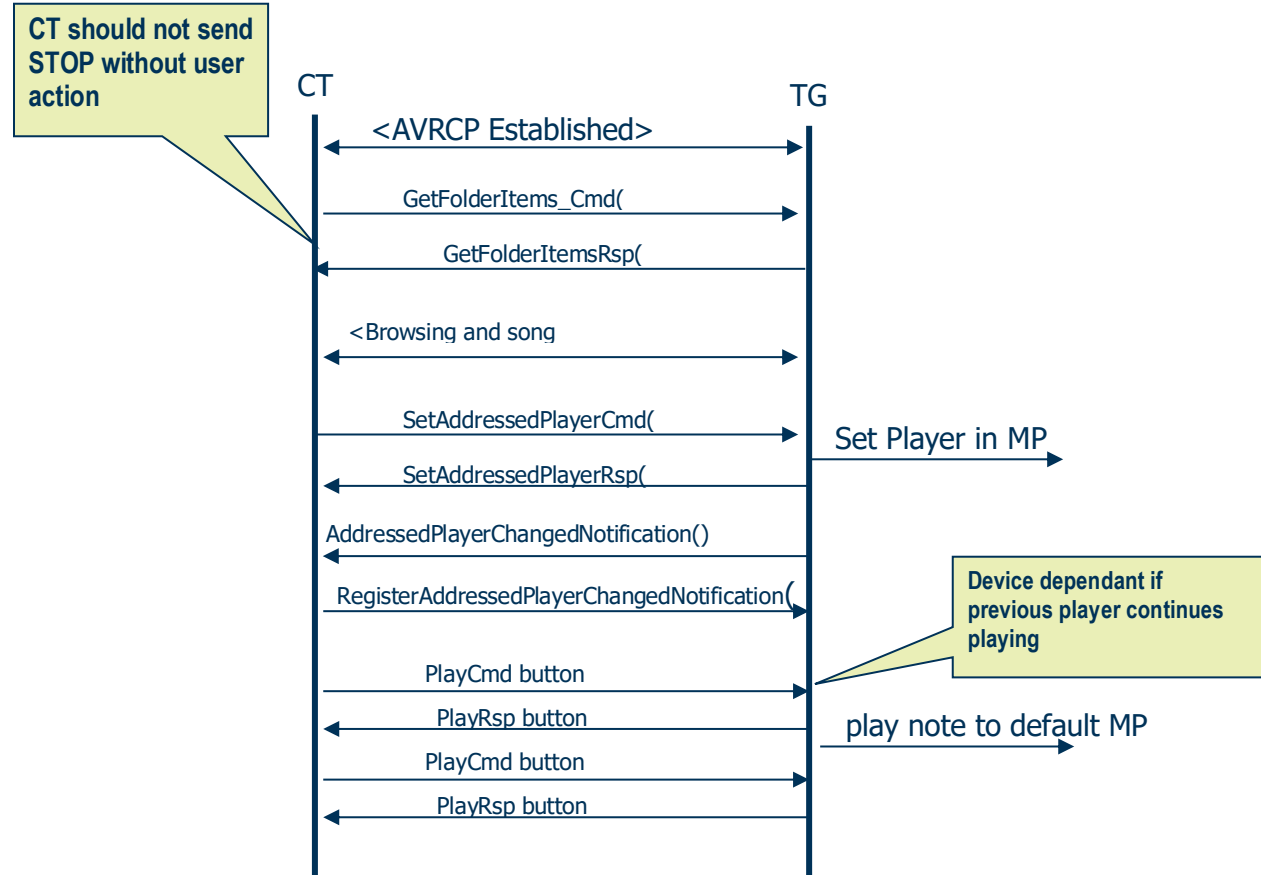 CT should not send
STOP without user
action
CT
TG
<AVRCP Established>
GetFolderItems_Cmd(
GetFolderItemsRsp(
<Browsing and song
SetAddressedPlayerCmd(
Set Player in MP
SetAddressedPlayerRsp(
AddressedPlayerChangedNotification()
RegisterAddressedPlayerChangedNotification(
Device dependant if
previous player continues
playing
PlayCmd button
PlayRsp button
play note to default MP
PlayCmd button
PlayRsp button